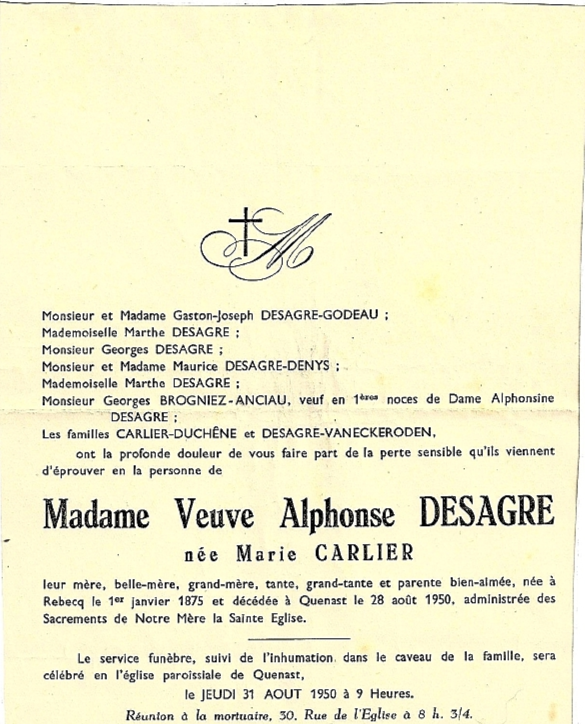 M
Monsieur et Madame Gaston-Joseph DESAGRE-GODEAU ;
Mademoiselle Marthe DESAGRE ;
Monsieur Georges DESAGRE ;
Monsieur et Madame Maurice DESAGRE-DENYS ;
Mademoiselle Marthe DESAGRE ;
Monsieur Georges BROGNIEZ-ANCIAU, veuf en 1ères noces de Dame Alphonsine
DESAGRE ;
Les familles CARLIER-DUCHÊNE et DESAGRE-VANECKERODEN,
ont la profonde douleur de vous faire part de la perte sensible qu'ils viennent
d'éprouver en la personne de
Madame Veuve Alphonse DESAGRE
née Marie CARLIER
leur mère, belle-mère, grand-mère, tante, grand-tante et parente bien-aimée, née à
Rebecq le 1er janvier 1875 et décédée à Quenast le 28 août 1950, administrée des
Sacrements de Notre Mère la Sainte Eglise.
Le service funèbre, suivi de l'inhumation dans le caveau de la famille, sera
célébré en l'église paroissiale de Quenast,
le JEUDI 31 AOUT 1950 à 9 Heures.
Réunion à la mortuaire, 30, Rue de l'Eglise à 8 h. 3/4.